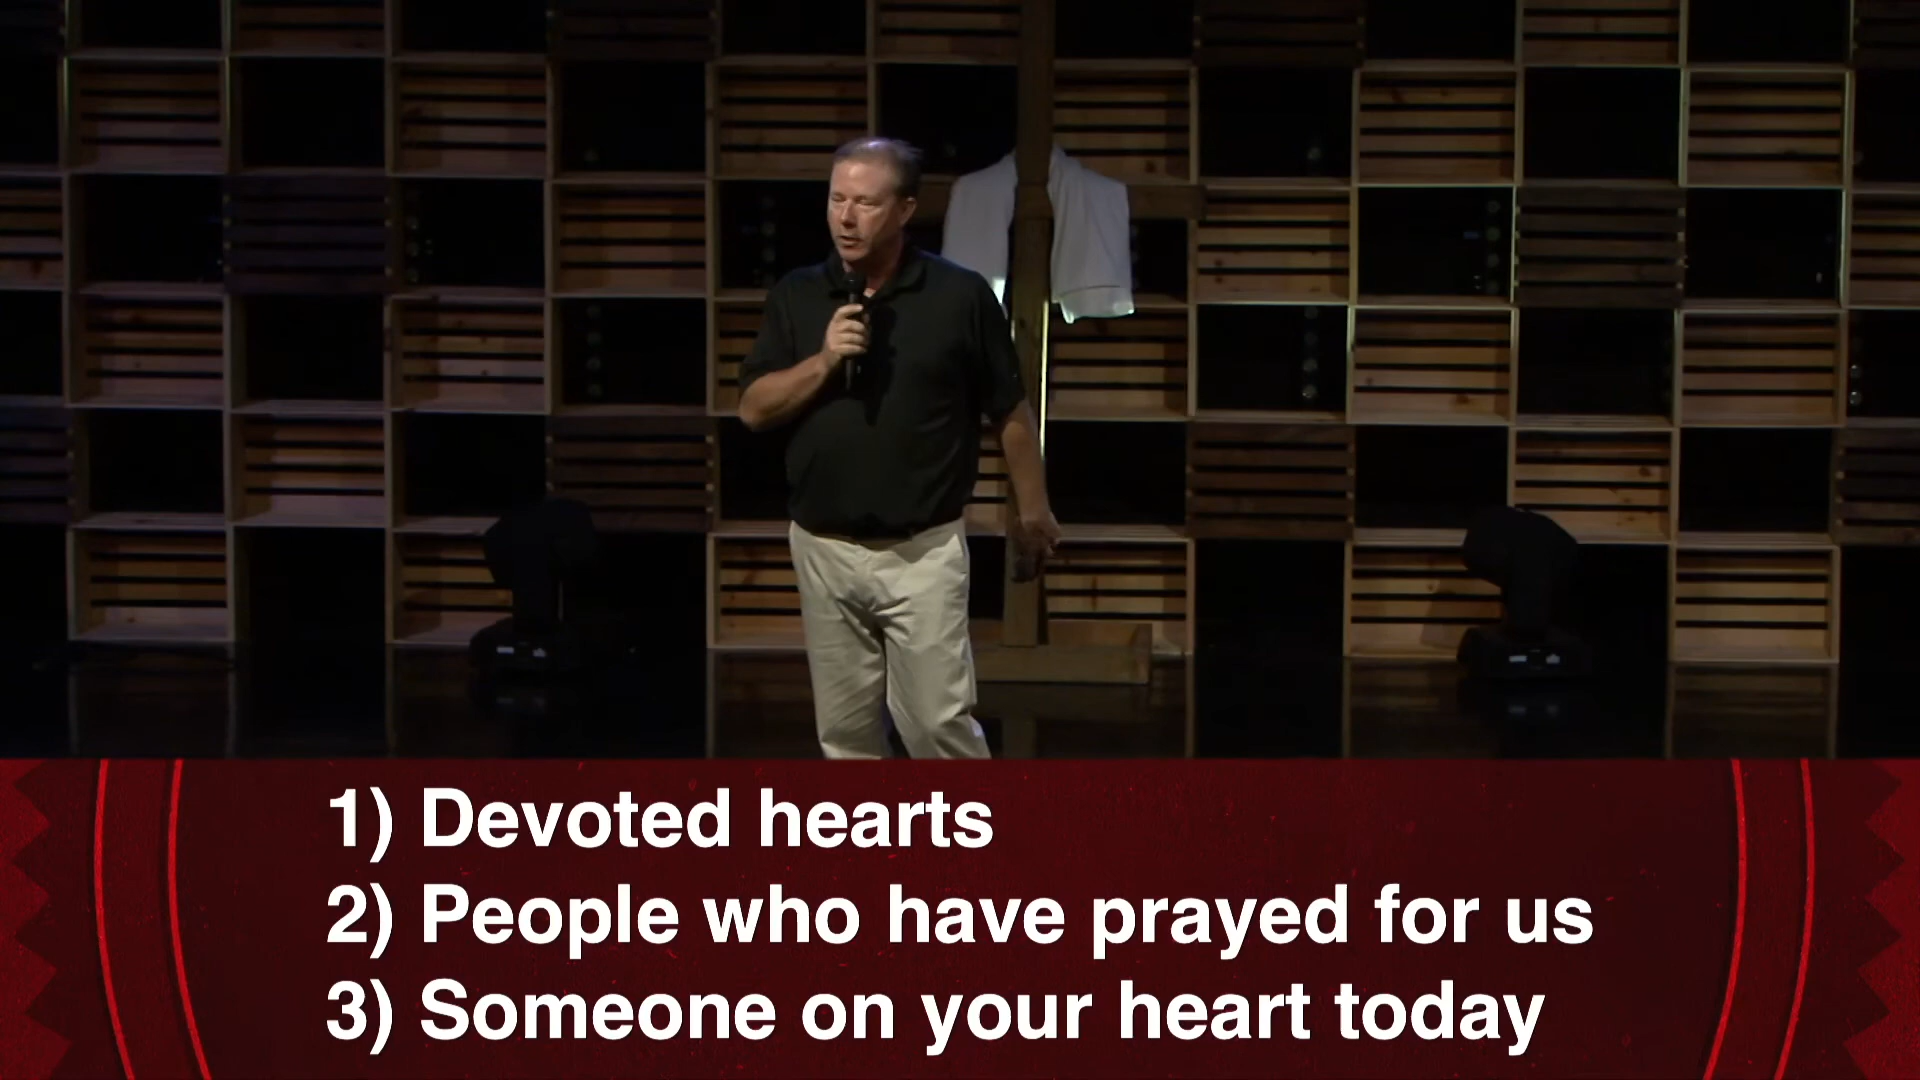 1) Devoted hearts
2) People who have prayed for us
3) Someone on your heart today